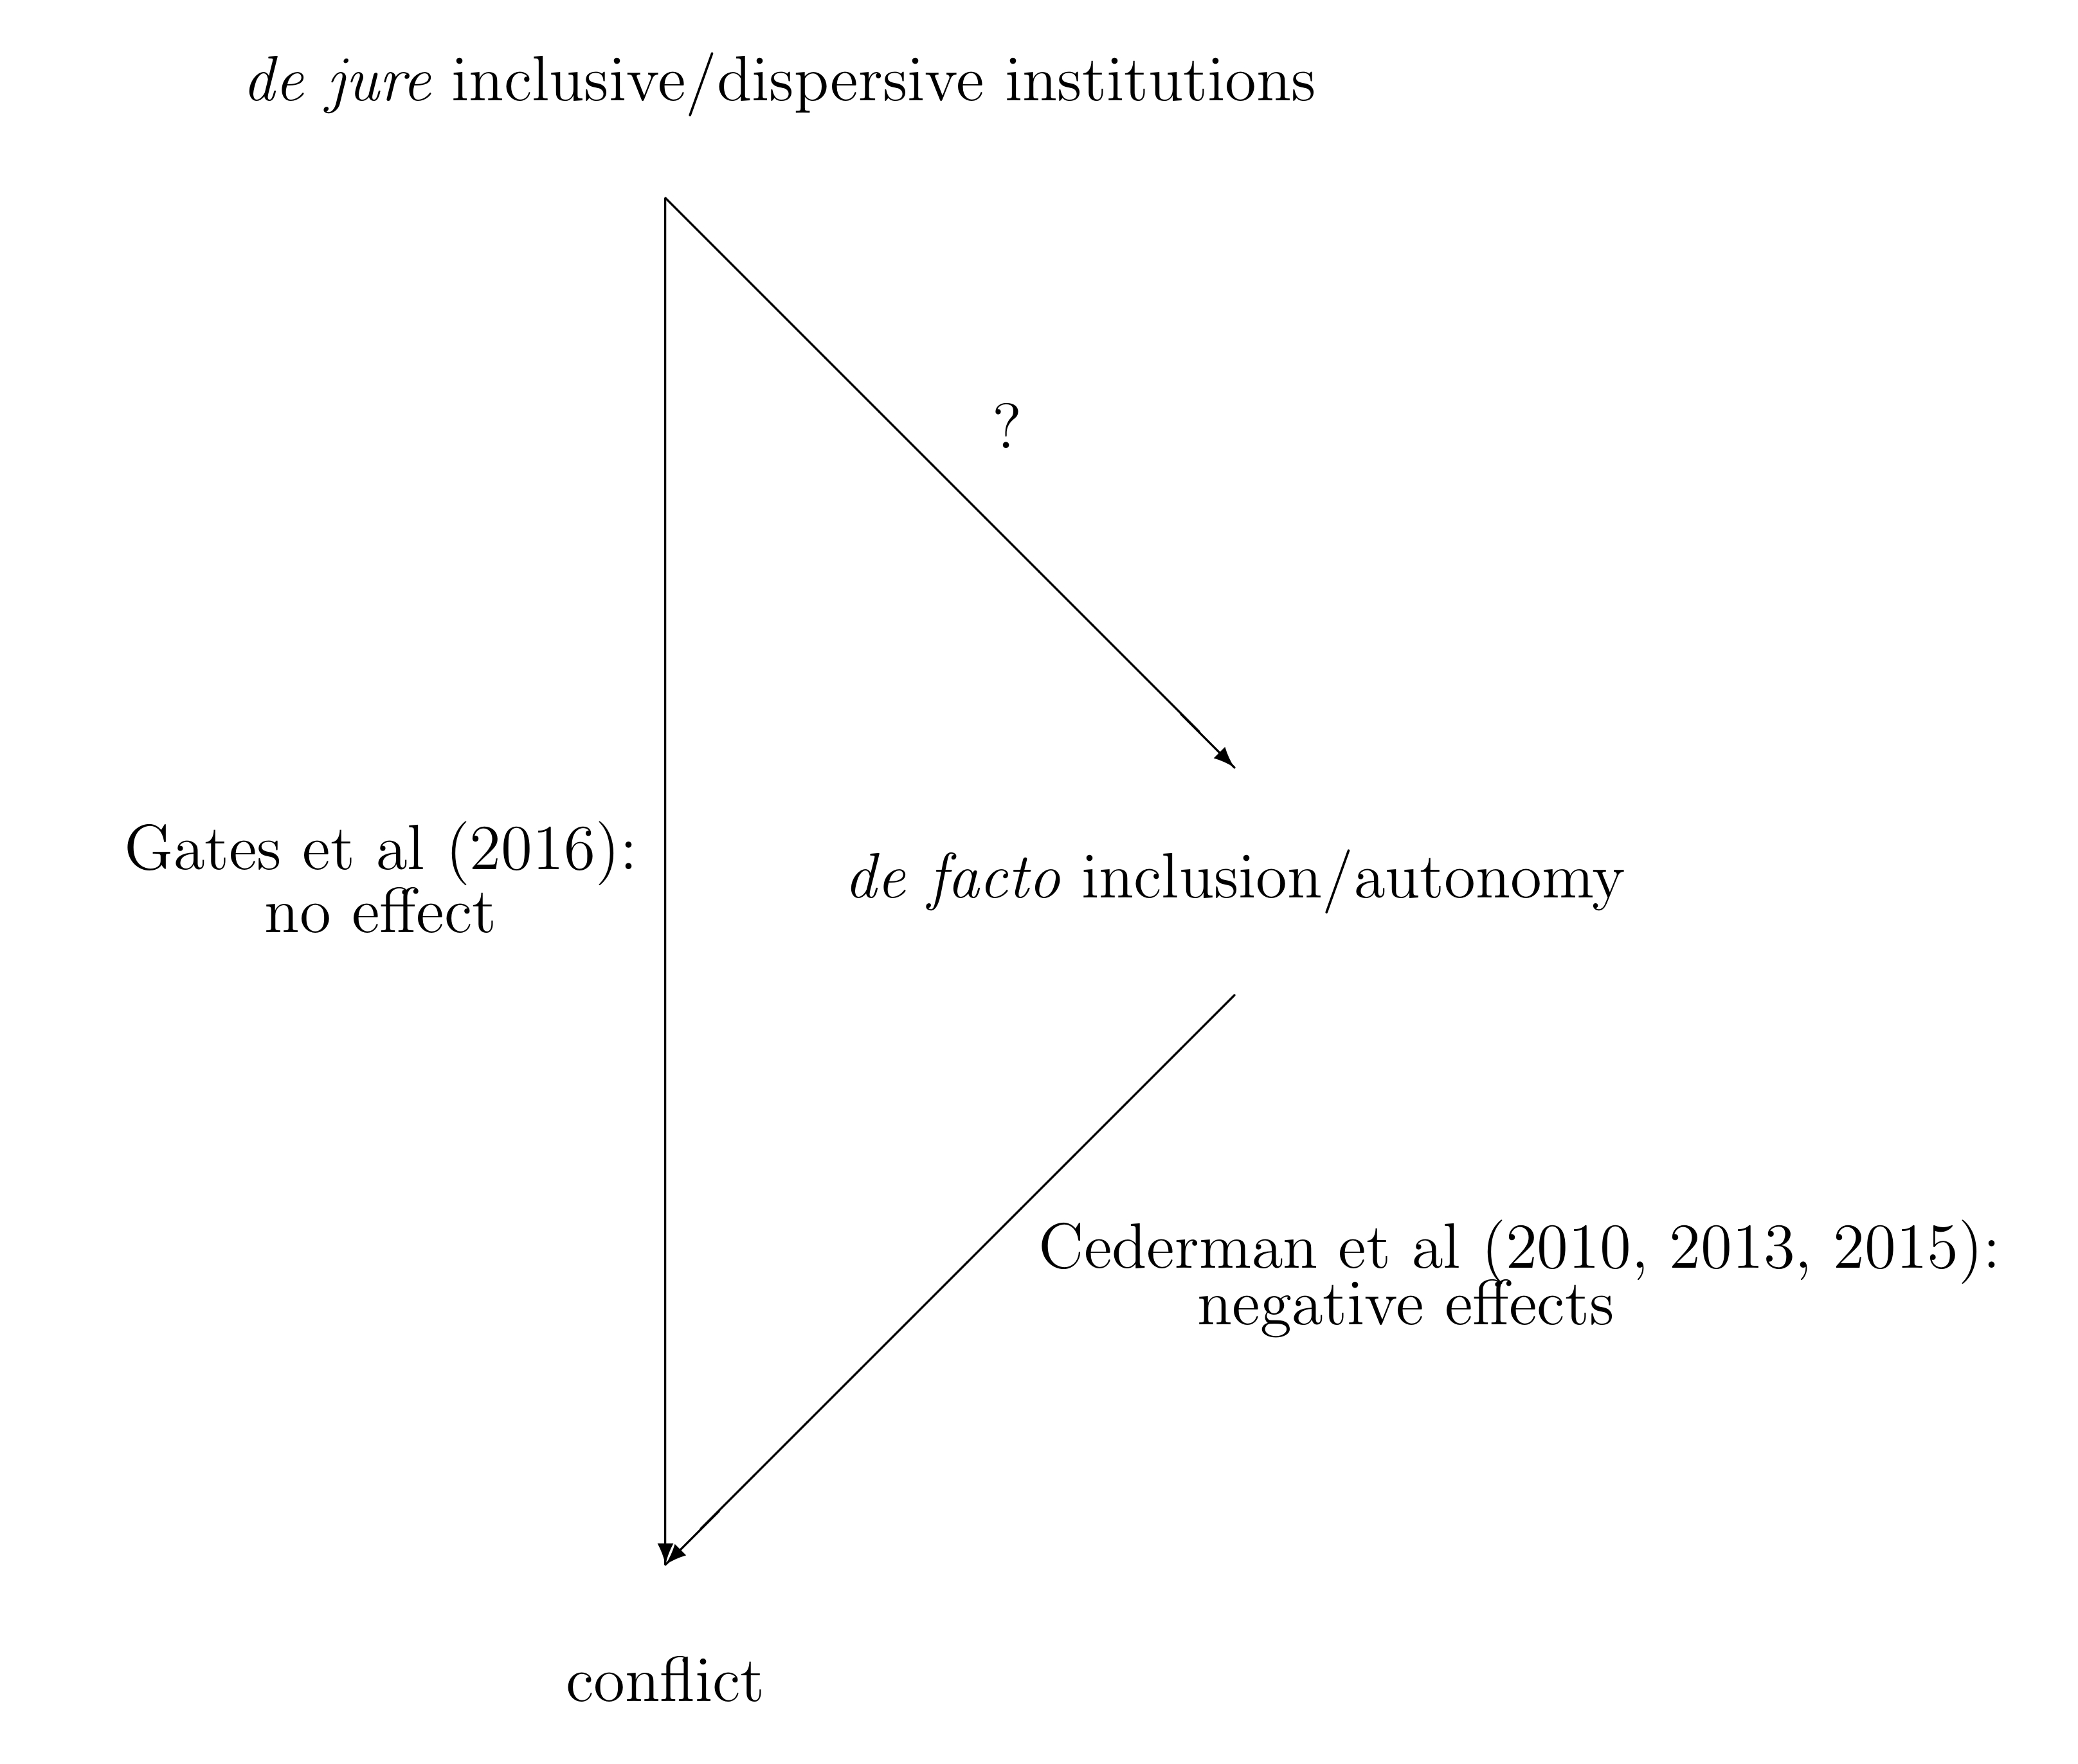 de jure inclusive/dispersive institutions
?
Gates et al (2016):
no effect
de facto inclusion/autonomy
Cederman et al (2010, 2013, 2015):
negative effects
conflict